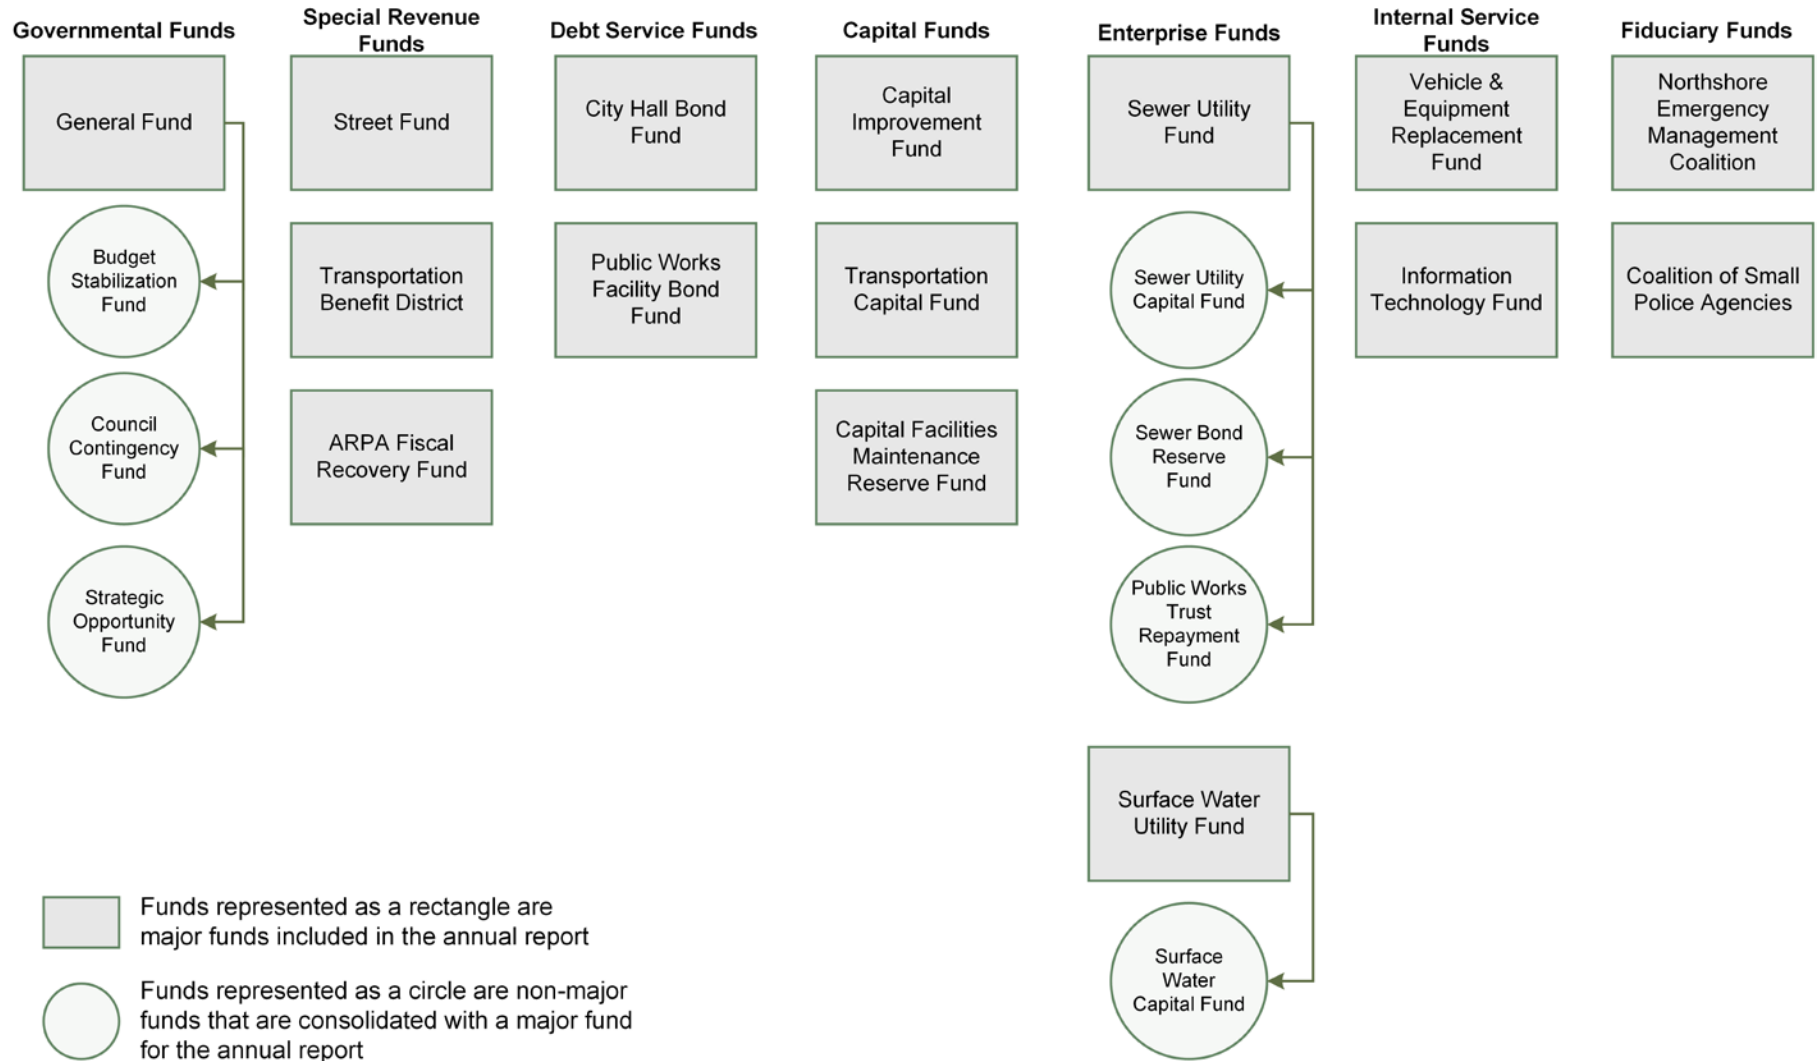 Governmental Funds
Special Revenue
Funds
Debt Service Funds
Capital Funds
Enterprise Funds
Internal Service
Funds
Fiduciary Funds
General Fund
Budget
Stabilization
Fund
Council
Contingency
Fund
Strategic
Opportunity
Fund
Street Fund
Transportation
Benefit District
ARPA Fiscal
Recovery Fund
City Hall Bond
Fund
Public Works
Facility Bond
Fund
Capital
Improvement
Fund
Transportation
Capital Fund
Capital Facilities
Maintenance
Reserve Fund
Sewer Utility
Fund
Sewer Utility
Capital Fund
Sewer Bond
Reserve
Fund
Public Works
Trust
Repayment
Fund
Surface Water
Utility Fund
Surface
Water
Capital Fund
Vehicle &
Equipment
Replacement
Fund
Information
Technology Fund
Northshore
Emergency
Management
Coalition
Coalition of Small
Police Agencies
Funds represented as a rectangle are
major funds included in the annual report
Funds represented as a circle are non-major
funds that are consolidated with a major fund
for the annual report